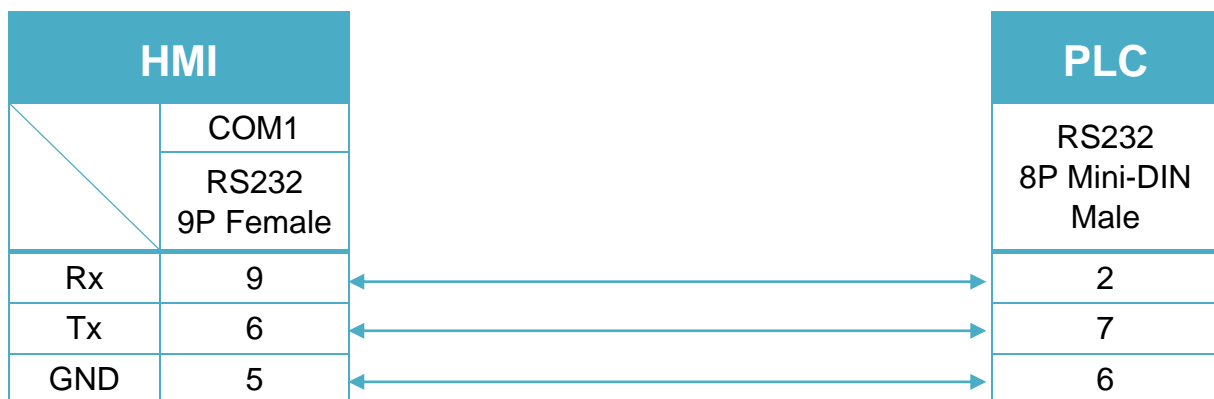 HMI
PLC
COM1
RS232
9P Female
RS232
8P Mini-DIN
Male
Rx 9 2
Tx 6 7
GND 5 6